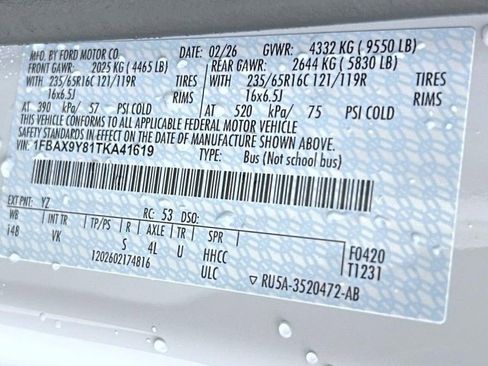 MFG. BY FORD MOTOR CO. DATE: 02/26 GVWR: 4332 KG ( 9550 LB)
FRONT GAWR: 2025 KG ( 4465 LB) REAR GAWR: 2644 KG ( 5830 LB)
WITH 235/65R16C 121/119R TIRES WITH 235/65R16C 121/119R TIRES
16x6.5J RIMS 16x6.5J RIMS
AT 390 kPa/ 57 PSI COLD AT 520 kPa/ 75 PSI COLD
THIS VEHICLE CONFORMS TO ALL APPLICABLE FEDERAL MOTOR VEHICLE
SAFETY STANDARDS IN EFFECT ON THE DATE OF MANUFACTURE SHOWN ABOVE.
VIN: 1FBAX9Y81TKA41619 TYPE: Bus (Not school bus)
EXT PNT: YZ RC: 53 DSO:
WB INT TR TP/PS R AXLE TR SPR
148 VK S 4L U HHCC F0420
ULC T1231
1202602174816 RU5A-3520472-AB